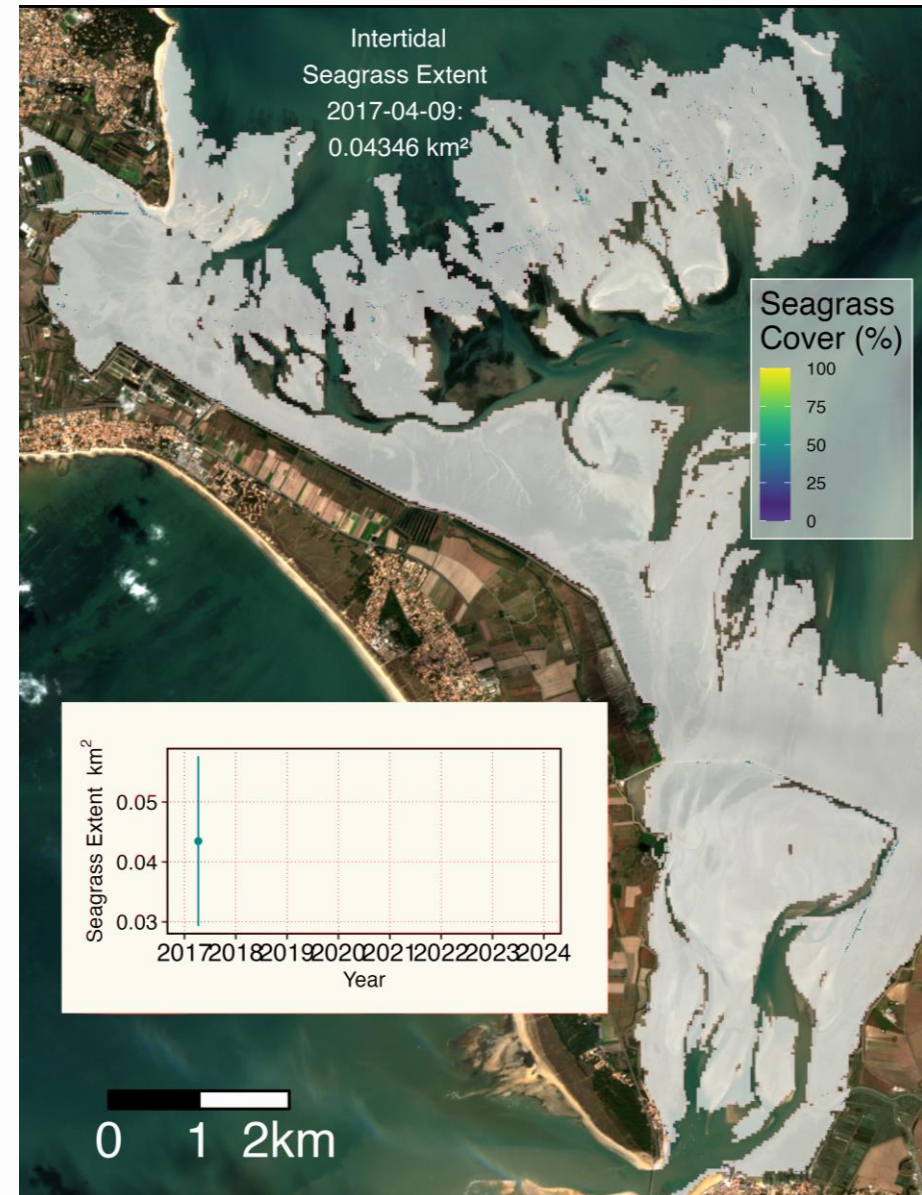 Intertidal
Seagrass Extent
2017-04-09:
0.04346 km²
Seagrass
Cover (%)
100
75
50
25
0
Seagrass Extent km²
0.05
0.04
0.03
2017 2018 2019 2020 2021 2022 2023 2024
Year
0 1 2km